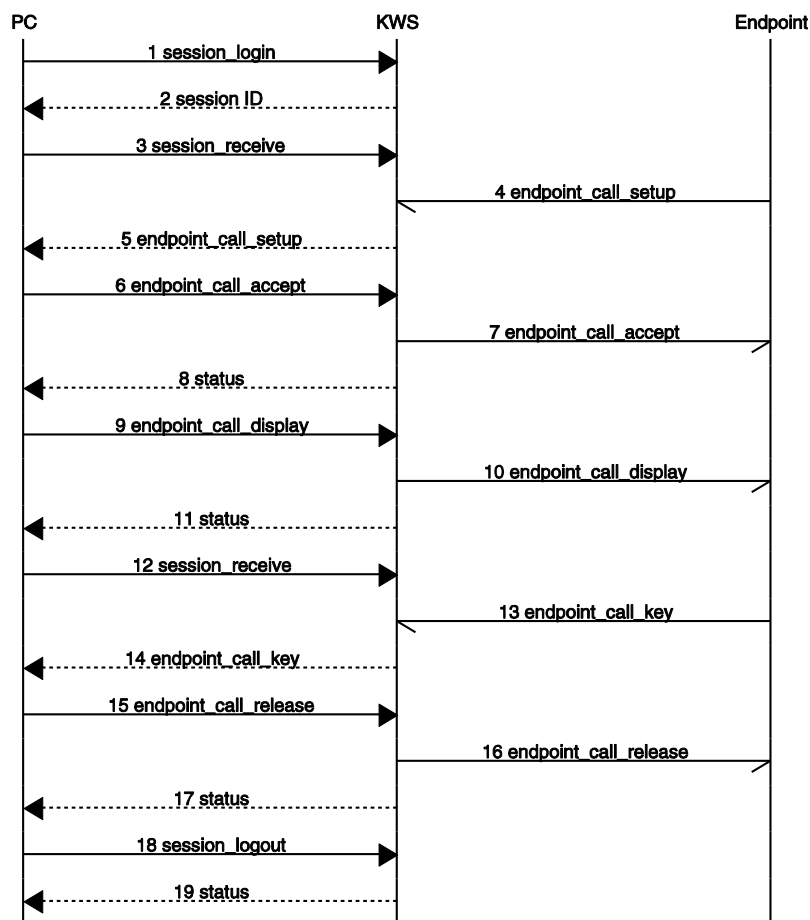 PC KWS Endpoint
1 session_login
2 session ID
3 session_receive
4 endpoint_call_setup
5 endpoint_call_setup
6 endpoint_call_accept
7 endpoint_call_accept
8 status
9 endpoint_call_display
10 endpoint_call_display
11 status
12 session_receive
13 endpoint_call_key
14 endpoint_call_key
15 endpoint_call_release
16 endpoint_call_release
17 status
18 session_logout
19 status